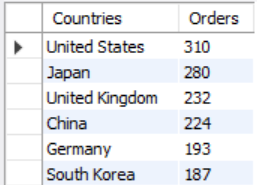 Countries Orders
United States 310
Japan 280
United Kingdom 232
China 224
Germany 193
South Korea 187